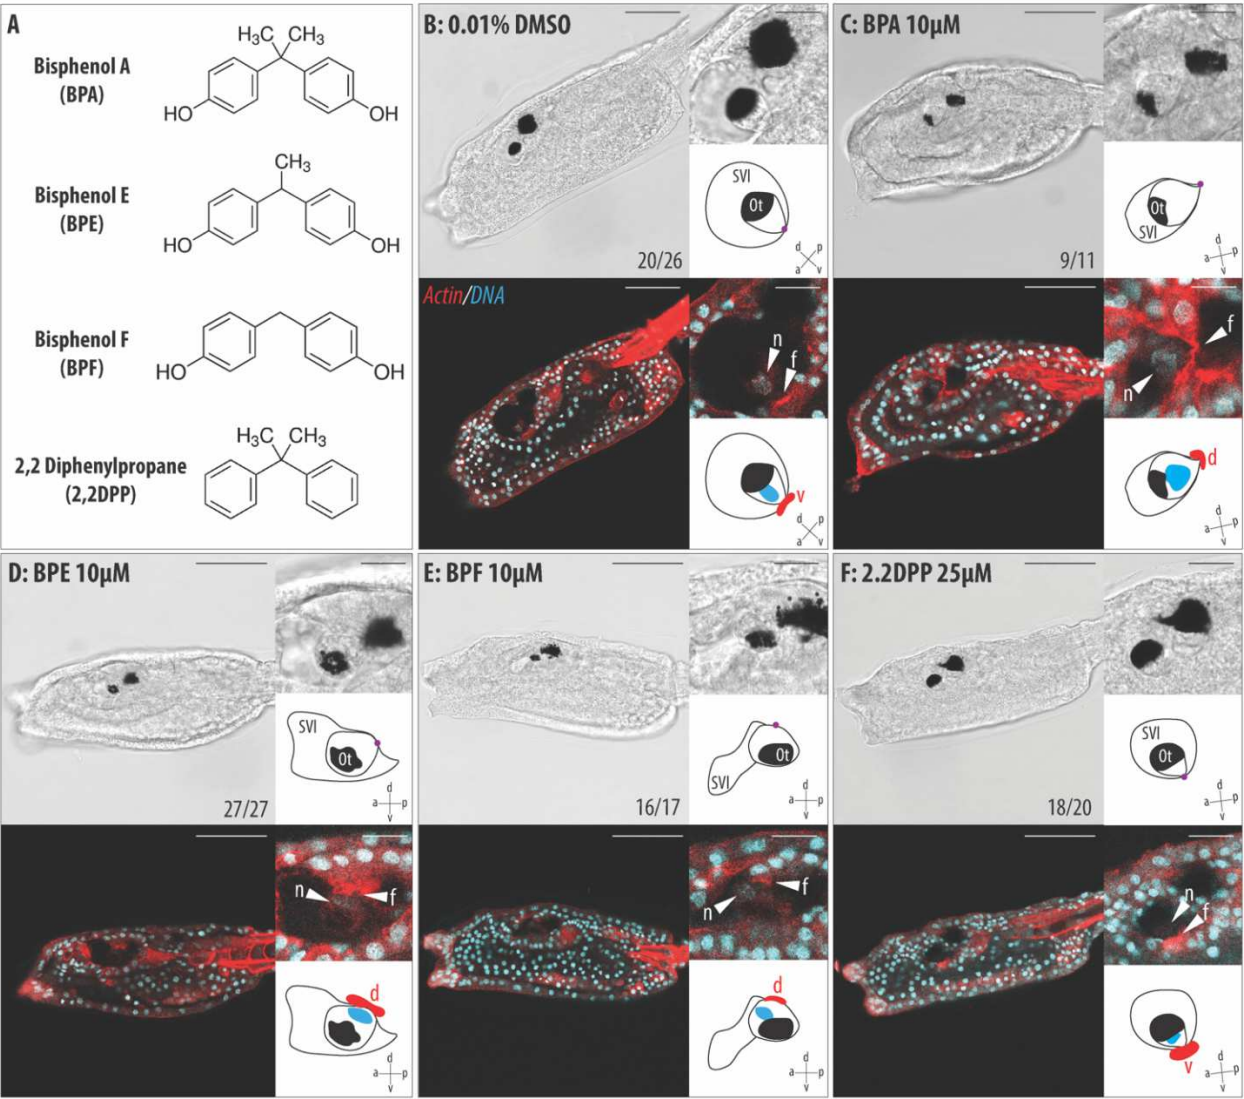 A
H₃C CH₃
Bisphenol A
(BPA)
HO OH
CH₃
Bisphenol E
(BPE)
HO OH
Bisphenol F
(BPF)
HO OH
H₃C CH₃
2,2 Diphenylpropane
(2,2DPP)
B: 0.01% DMSO
SVI
Ot
20/26
d p
a v
Actin/DNA
n
f
v
d p
a v
C: BPA 10μM
Ot
SVI
9/11
d
a p
v
f
n
d
d
a p
v
D: BPE 10μM
SVI
Ot
27/27
d
a p
v
n
f
d
d
a p
v
E: BPF 10μM
Ot
SVI
16/17
d
a p
v
f
n
d
d
a p
v
F: 2.2DPP 25μM
SVI
Ot
18/20
d
a p
v
n
f
v
d
a p
v